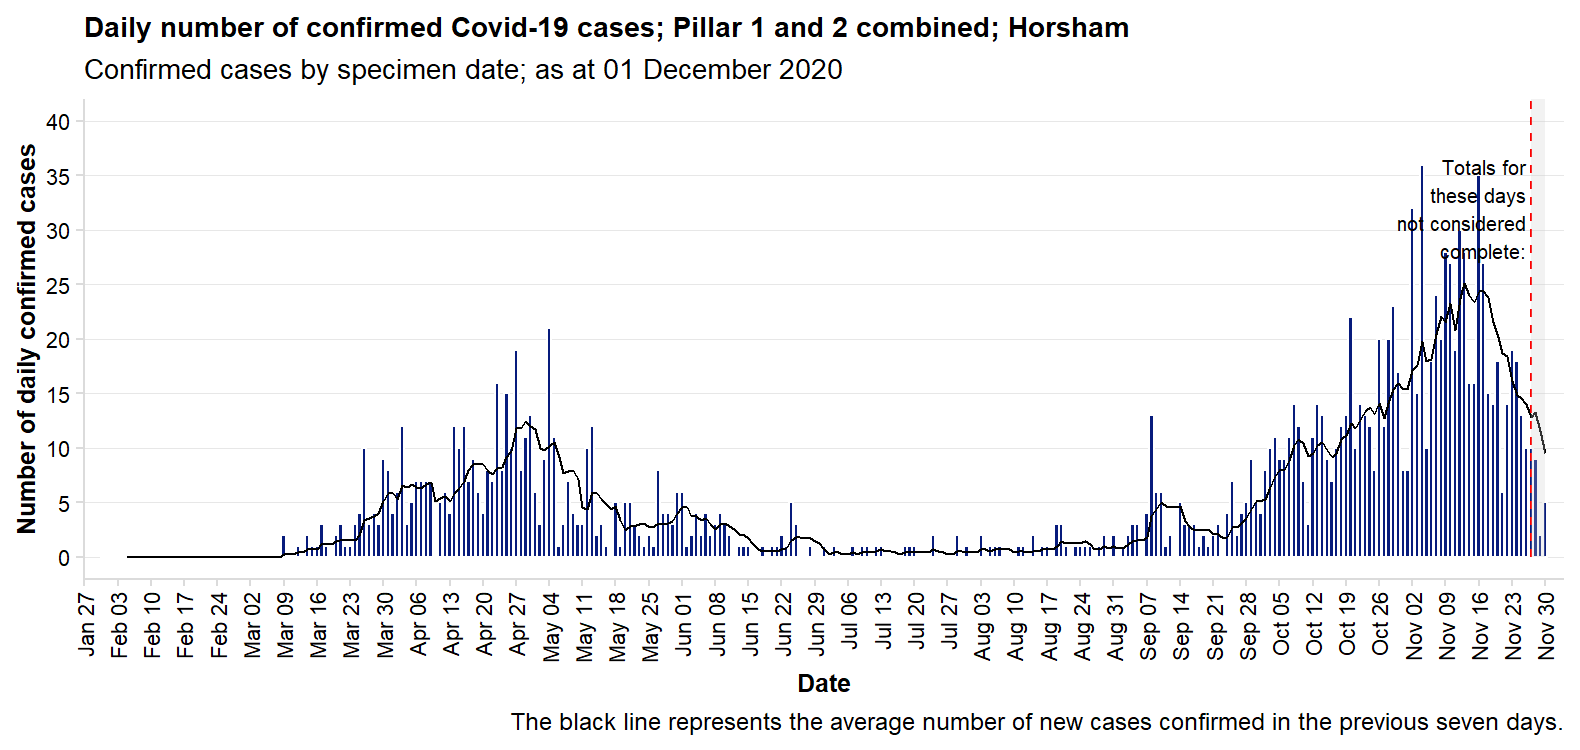 Daily number of confirmed Covid-19 cases; Pillar 1 and 2 combined; Horsham
Confirmed cases by specimen date; as at 01 December 2020
Number of daily confirmed cases
40
35
30
25
20
15
10
5
0
Totals for
these days
not considered
complete:
Jan 27
Feb 03
Feb 10
Feb 17
Feb 24
Mar 02
Mar 09
Mar 16
Mar 23
Mar 30
Apr 06
Apr 13
Apr 20
Apr 27
May 04
May 11
May 18
May 25
Jun 01
Jun 08
Jun 15
Jun 22
Jun 29
Jul 06
Jul 13
Jul 20
Jul 27
Aug 03
Aug 10
Aug 17
Aug 24
Aug 31
Sep 07
Sep 14
Sep 21
Sep 28
Oct 05
Oct 12
Oct 19
Oct 26
Nov 02
Nov 09
Nov 16
Nov 23
Nov 30
Date
The black line represents the average number of new cases confirmed in the previous seven days.